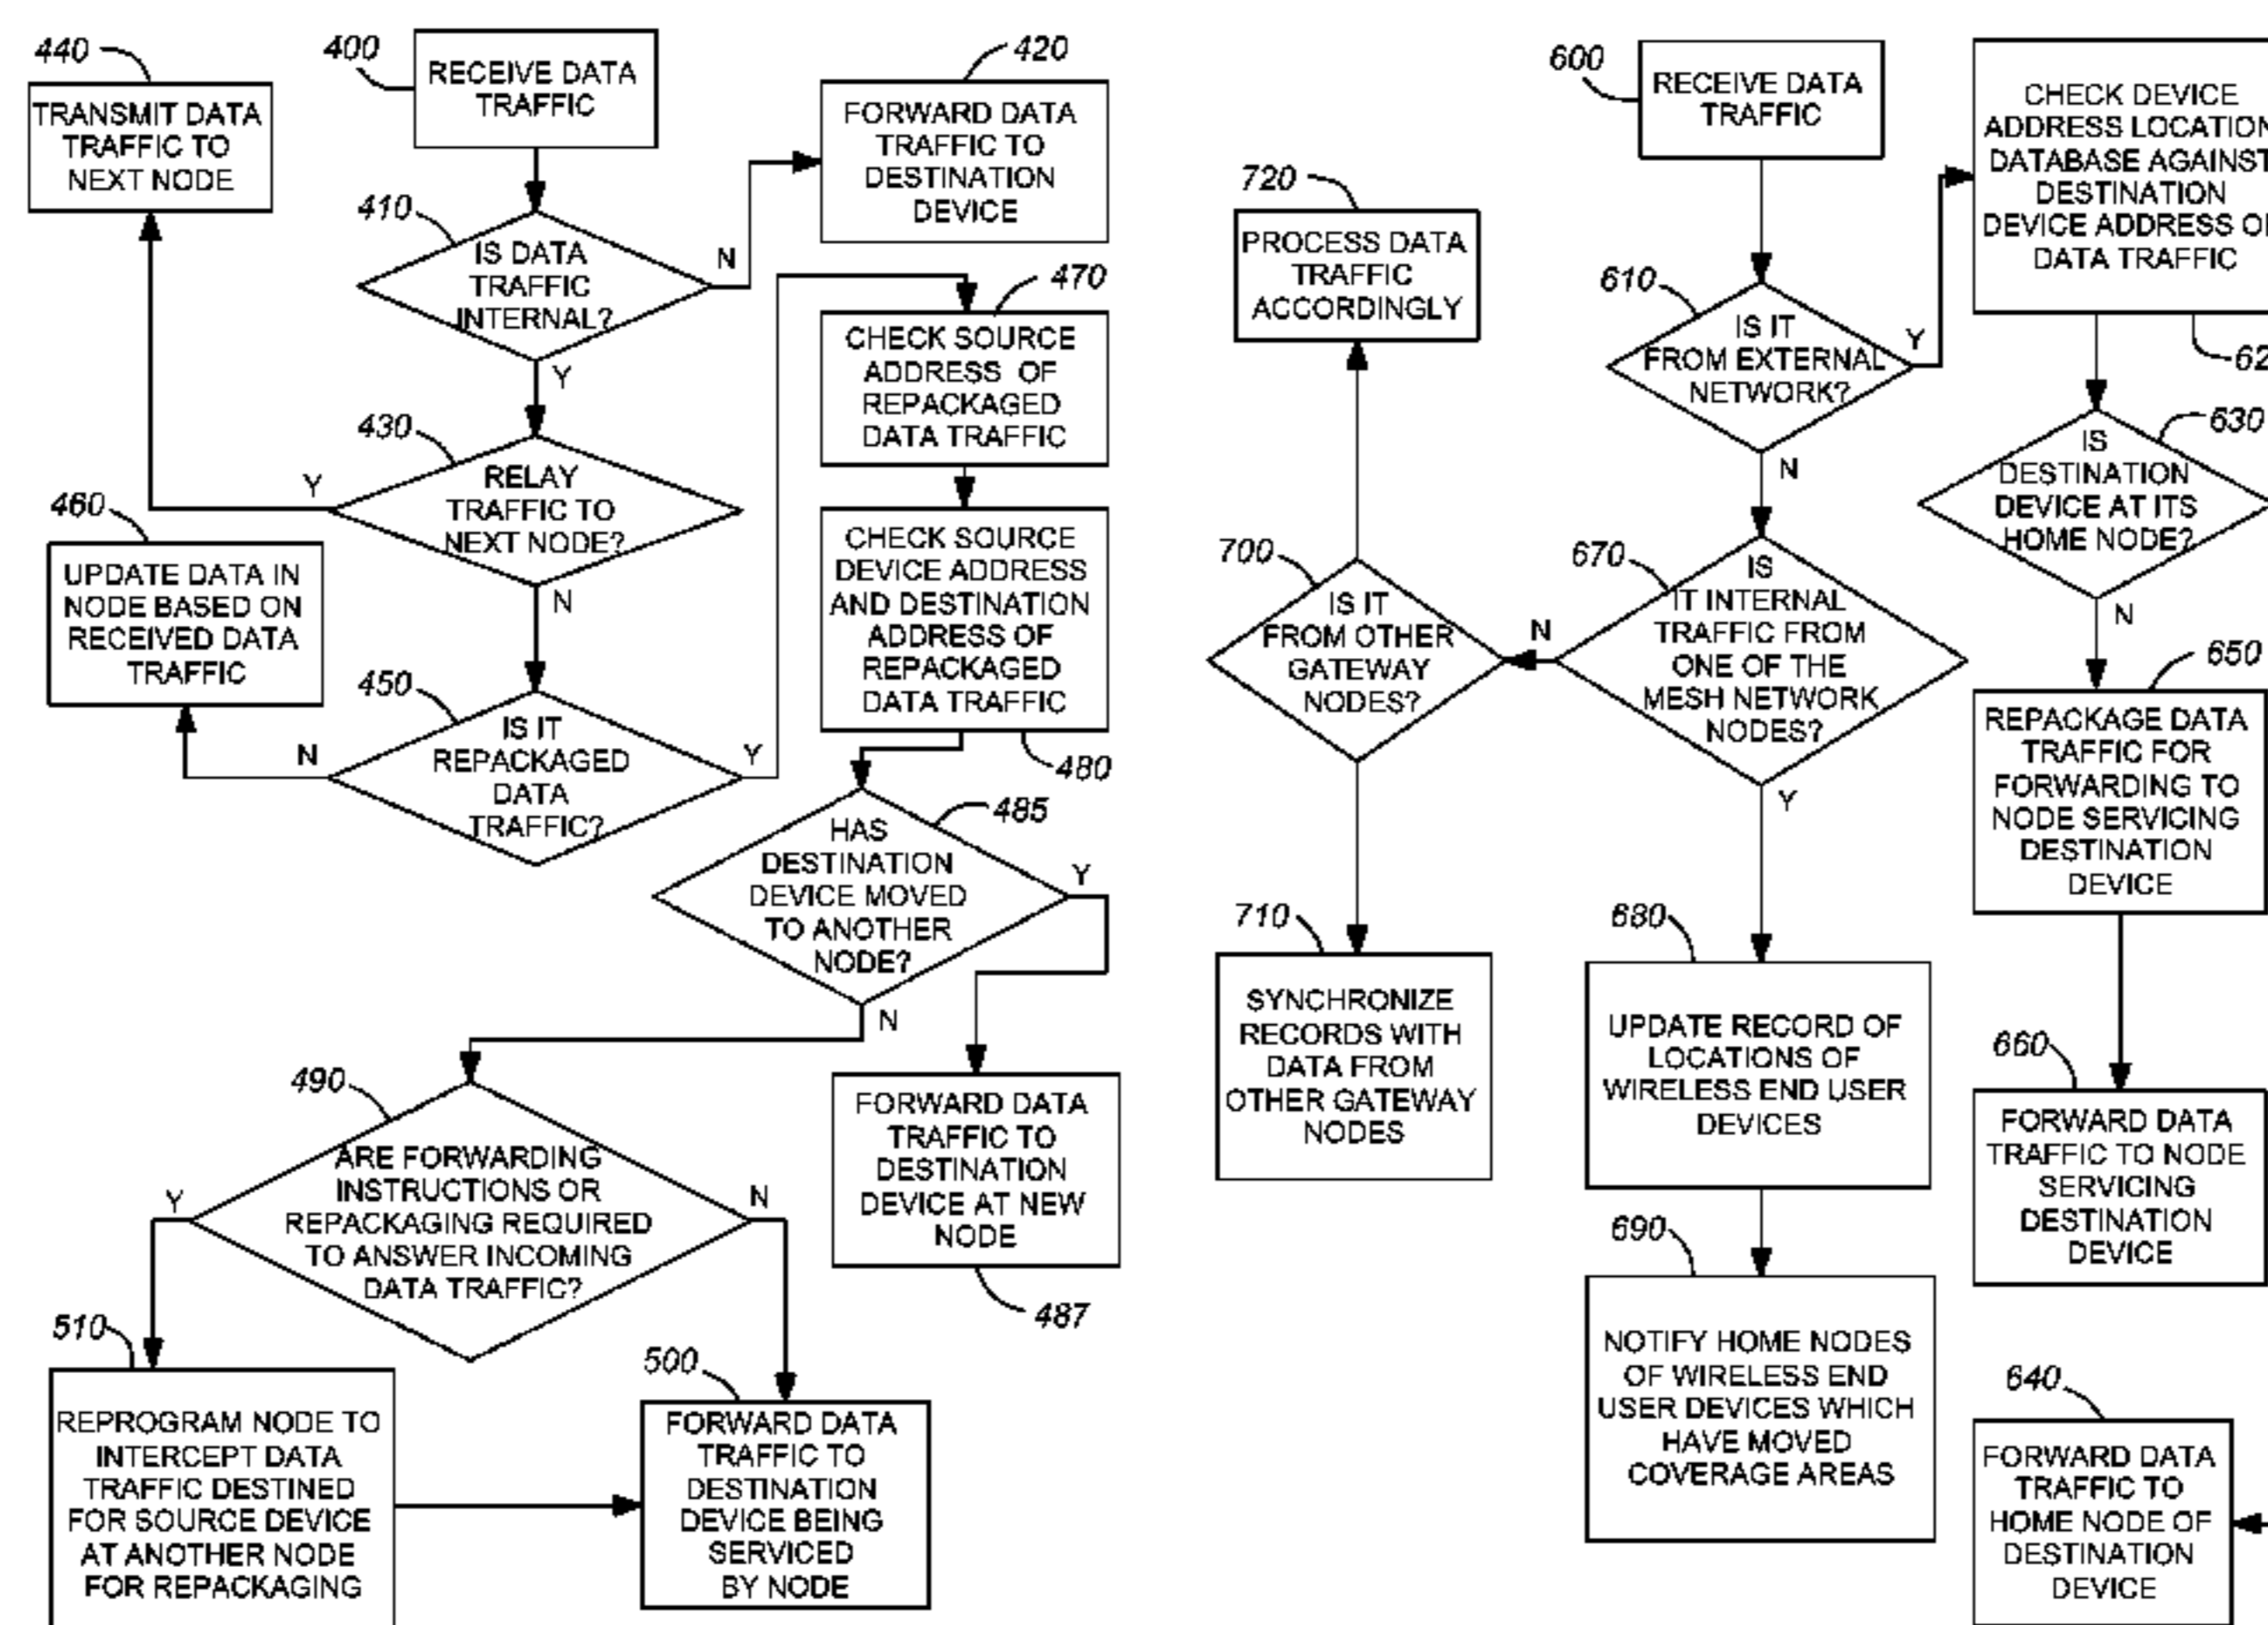 440
TRANSMIT DATA
TRAFFIC TO
NEXT NODE
400
RECEIVE DATA
TRAFFIC
420
FORWARD DATA
TRAFFIC TO
DESTINATION
DEVICE
410
IS DATA
TRAFFIC
INTERNAL?
N
Y
430
RELAY
TRAFFIC TO
NEXT NODE?
Y
N
460
UPDATE DATA IN
NODE BASED ON
RECEIVED DATA
TRAFFIC
450
IS IT
REPACKAGED
DATA
TRAFFIC?
N
Y
470
CHECK SOURCE
ADDRESS OF
REPACKAGED
DATA TRAFFIC
CHECK SOURCE
DEVICE ADDRESS
AND DESTINATION
ADDRESS OF
REPACKAGED
DATA TRAFFIC
480
485
HAS
DESTINATION
DEVICE MOVED
TO ANOTHER
NODE?
Y
N
FORWARD DATA
TRAFFIC TO
DESTINATION
DEVICE AT NEW
NODE
487
490
ARE FORWARDING
INSTRUCTIONS OR
REPACKAGING REQUIRED
TO ANSWER INCOMING
DATA TRAFFIC?
Y
N
510
REPROGRAM NODE TO
INTERCEPT DATA
TRAFFIC DESTINED
FOR SOURCE DEVICE
AT ANOTHER NODE
FOR REPACKAGING
500
FORWARD DATA
TRAFFIC TO
DESTINATION
DEVICE BEING
SERVICED
BY NODE
600
RECEIVE DATA
TRAFFIC
610
IS IT
FROM EXTERNAL
NETWORK?
Y
N
CHECK DEVICE
ADDRESS LOCATION
DATABASE AGAINST
DESTINATION
DEVICE ADDRESS
DATA TRAFFIC
630
IS
DESTINATION
DEVICE AT ITS
HOME NODE?
N
650
REPACKAGE DATA
TRAFFIC FOR
FORWARDING TO
NODE SERVICING
DESTINATION
DEVICE
660
FORWARD DATA
TRAFFIC TO NODE
SERVICING
DESTINATION
DEVICE
640
FORWARD DATA
TRAFFIC TO
HOME NODE OF
DESTINATION
DEVICE
670
IS
IT INTERNAL
TRAFFIC FROM
ONE OF THE
MESH NETWORK
NODES?
N
Y
680
UPDATE RECORD OF
LOCATIONS OF
WIRELESS END USER
DEVICES
690
NOTIFY HOME NODES
OF WIRELESS END
USER DEVICES WHICH
HAVE MOVED
COVERAGE AREAS
700
IS IT
FROM OTHER
GATEWAY
NODES?
720
PROCESS DATA
TRAFFIC
ACCORDINGLY
710
SYNCHRONIZE
RECORDS WITH
DATA FROM
OTHER GATEWAY
NODES